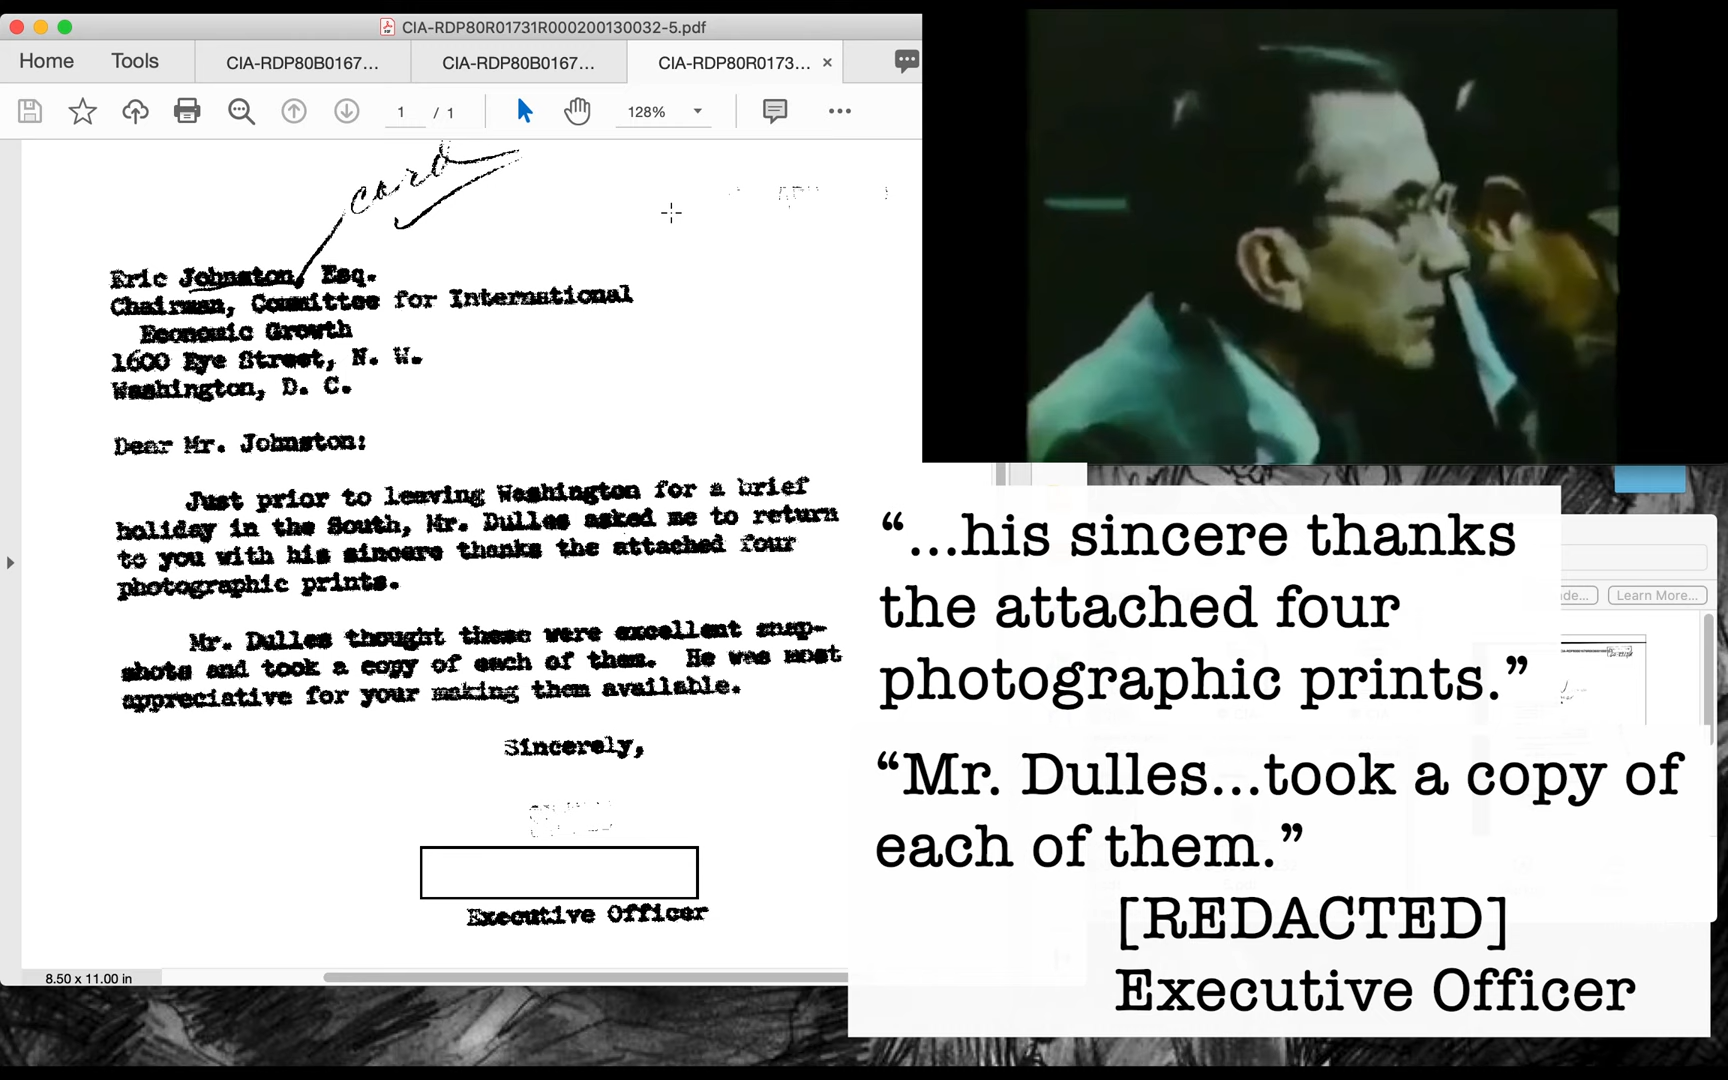 CIA-RDP80R01731R000200130032-5.pdf
Home
Tools
CIA-RDP80B0167...
CIA-RDP80B0167...
CIA-RDP80R0173... ×
1 / 1
128%
card
Eric Johnston, Esq.
Chairman, Committee for International
Economic Growth
1600 Eye Street, N. W.
Washington, D. C.
Dear Mr. Johnston:
Just prior to leaving Washington for a brief
holiday in the South, Mr. Dulles asked me to return
to you with his sincere thanks the attached four
photographic prints.
Mr. Dulles thought these were excellent snap-
shots and took a copy of each of them. He was most
appreciative for your making them available.
Sincerely,
Executive Officer
8.50 x 11.00 in
“...his sincere thanks
the attached four
photographic prints.”
“Mr. Dulles...took a copy of
each of them.”
[REDACTED]
Executive Officer
Learn More...